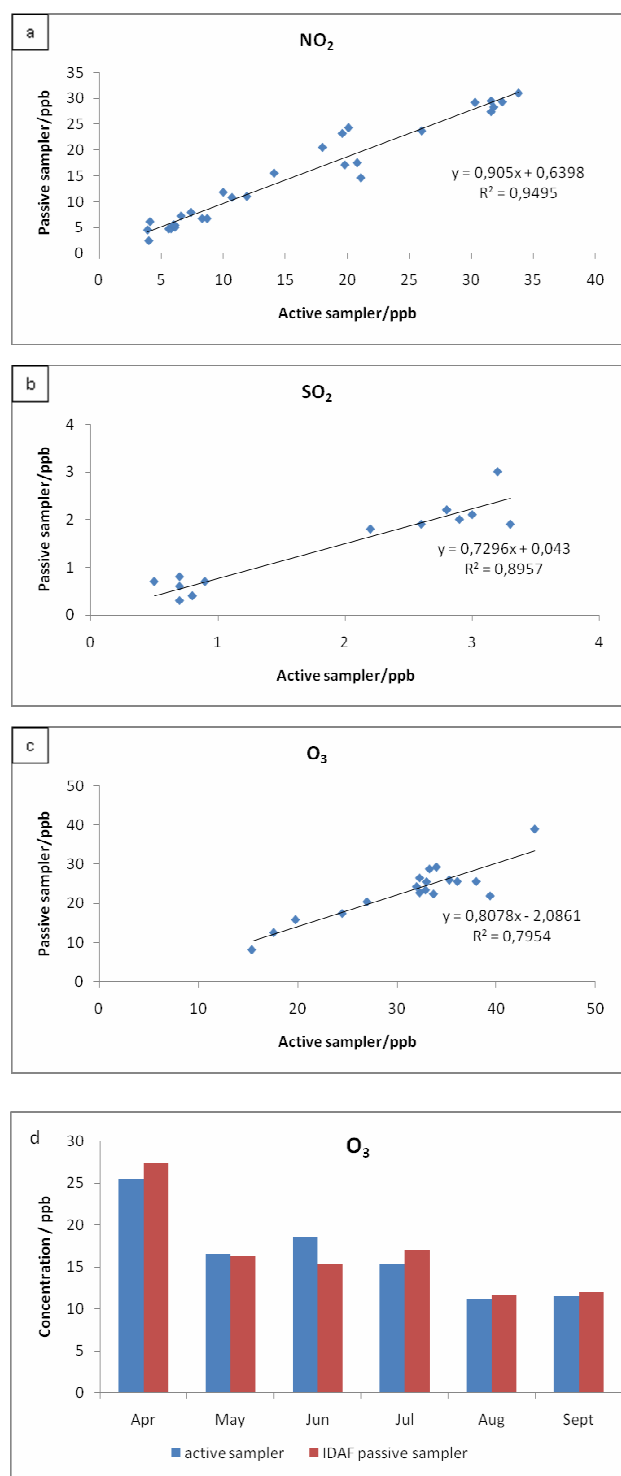 a
NO₂
35
30
25
20
15
10
5
0
Passive sampler/ppb
y = 0,905x + 0,6398
R² = 0,9495
0 5 10 15 20 25 30 35 40
Active sampler/ppb
b
SO₂
4
3
2
1
0
Passive sampler/ppb
y = 0,7296x + 0,043
R² = 0,8957
0 1 2 3 4
Active sampler/ppb
c
O₃
50
40
30
20
10
0
Passive sampler/ppb
y = 0,8078x - 2,0861
R² = 0,7954
0 10 20 30 40 50
Active sampler/ppb
d
O₃
30
25
20
15
10
5
0
Concentration / ppb
Apr May Jun Jul Aug Sept
active sampler IDAF passive sampler